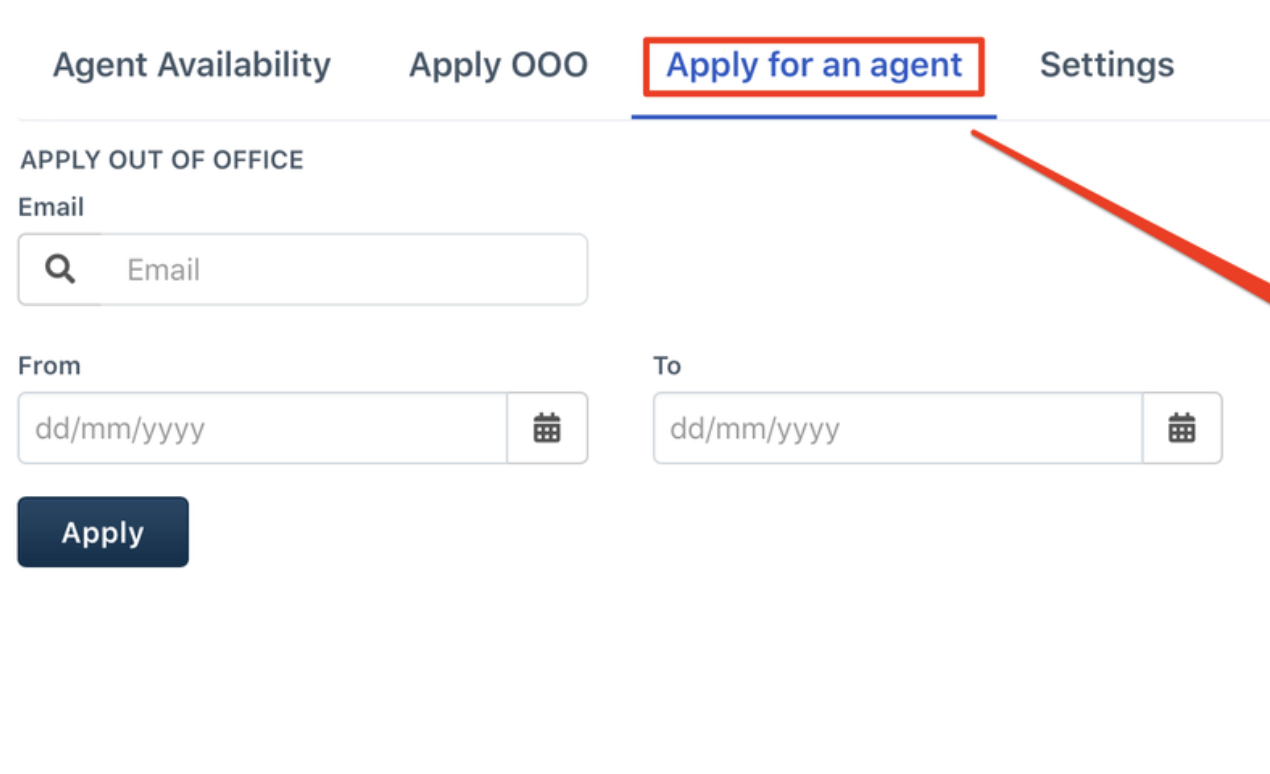 Agent Availability Apply OOO Apply for an agent Settings
APPLY OUT OF OFFICE
Email
Email
From To
dd/mm/yyyy dd/mm/yyyy
Apply